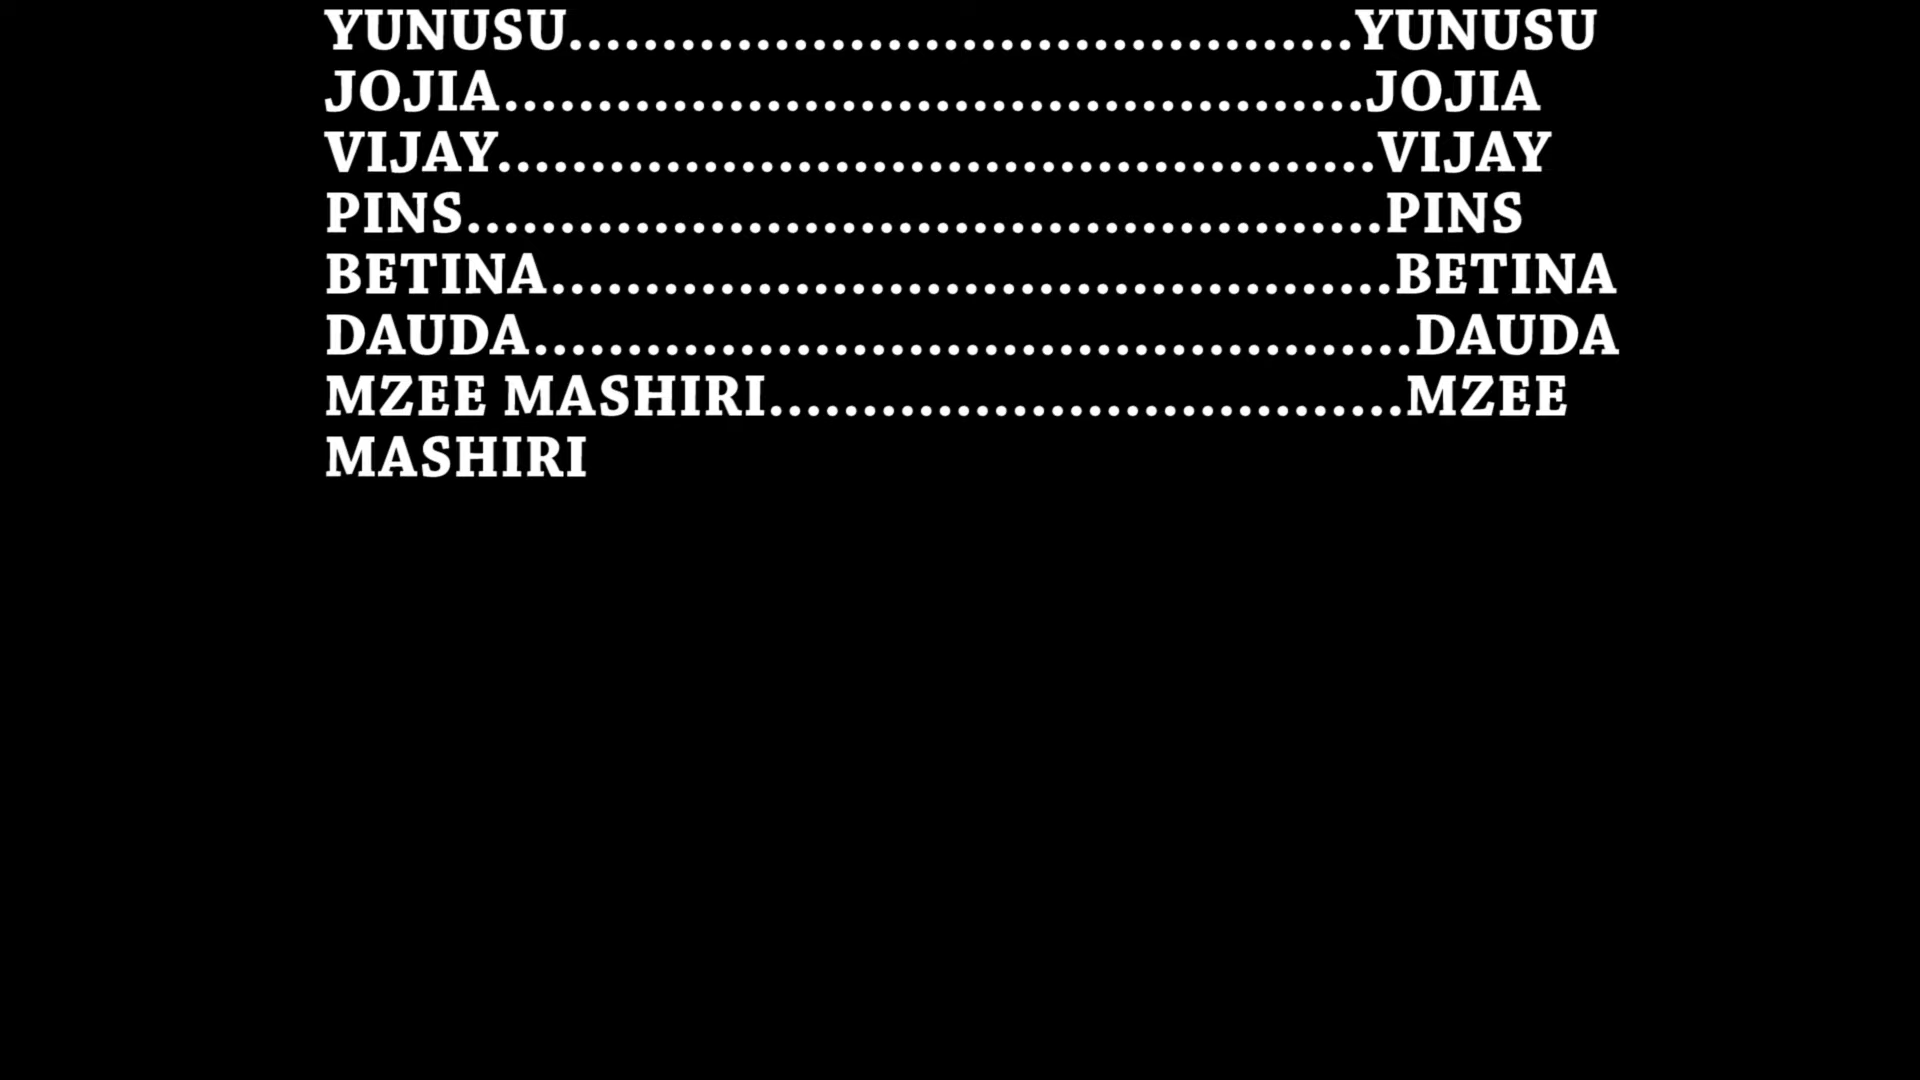 YUNUSU..........................................YUNUSU
JOJIA..............................................JOJIA
VIJAY...............................................VIJAY
PINS.................................................PINS
BETINA.............................................BETINA
DAUDA...............................................DAUDA
MZEE MASHIRI..................................MZEE
MASHIRI